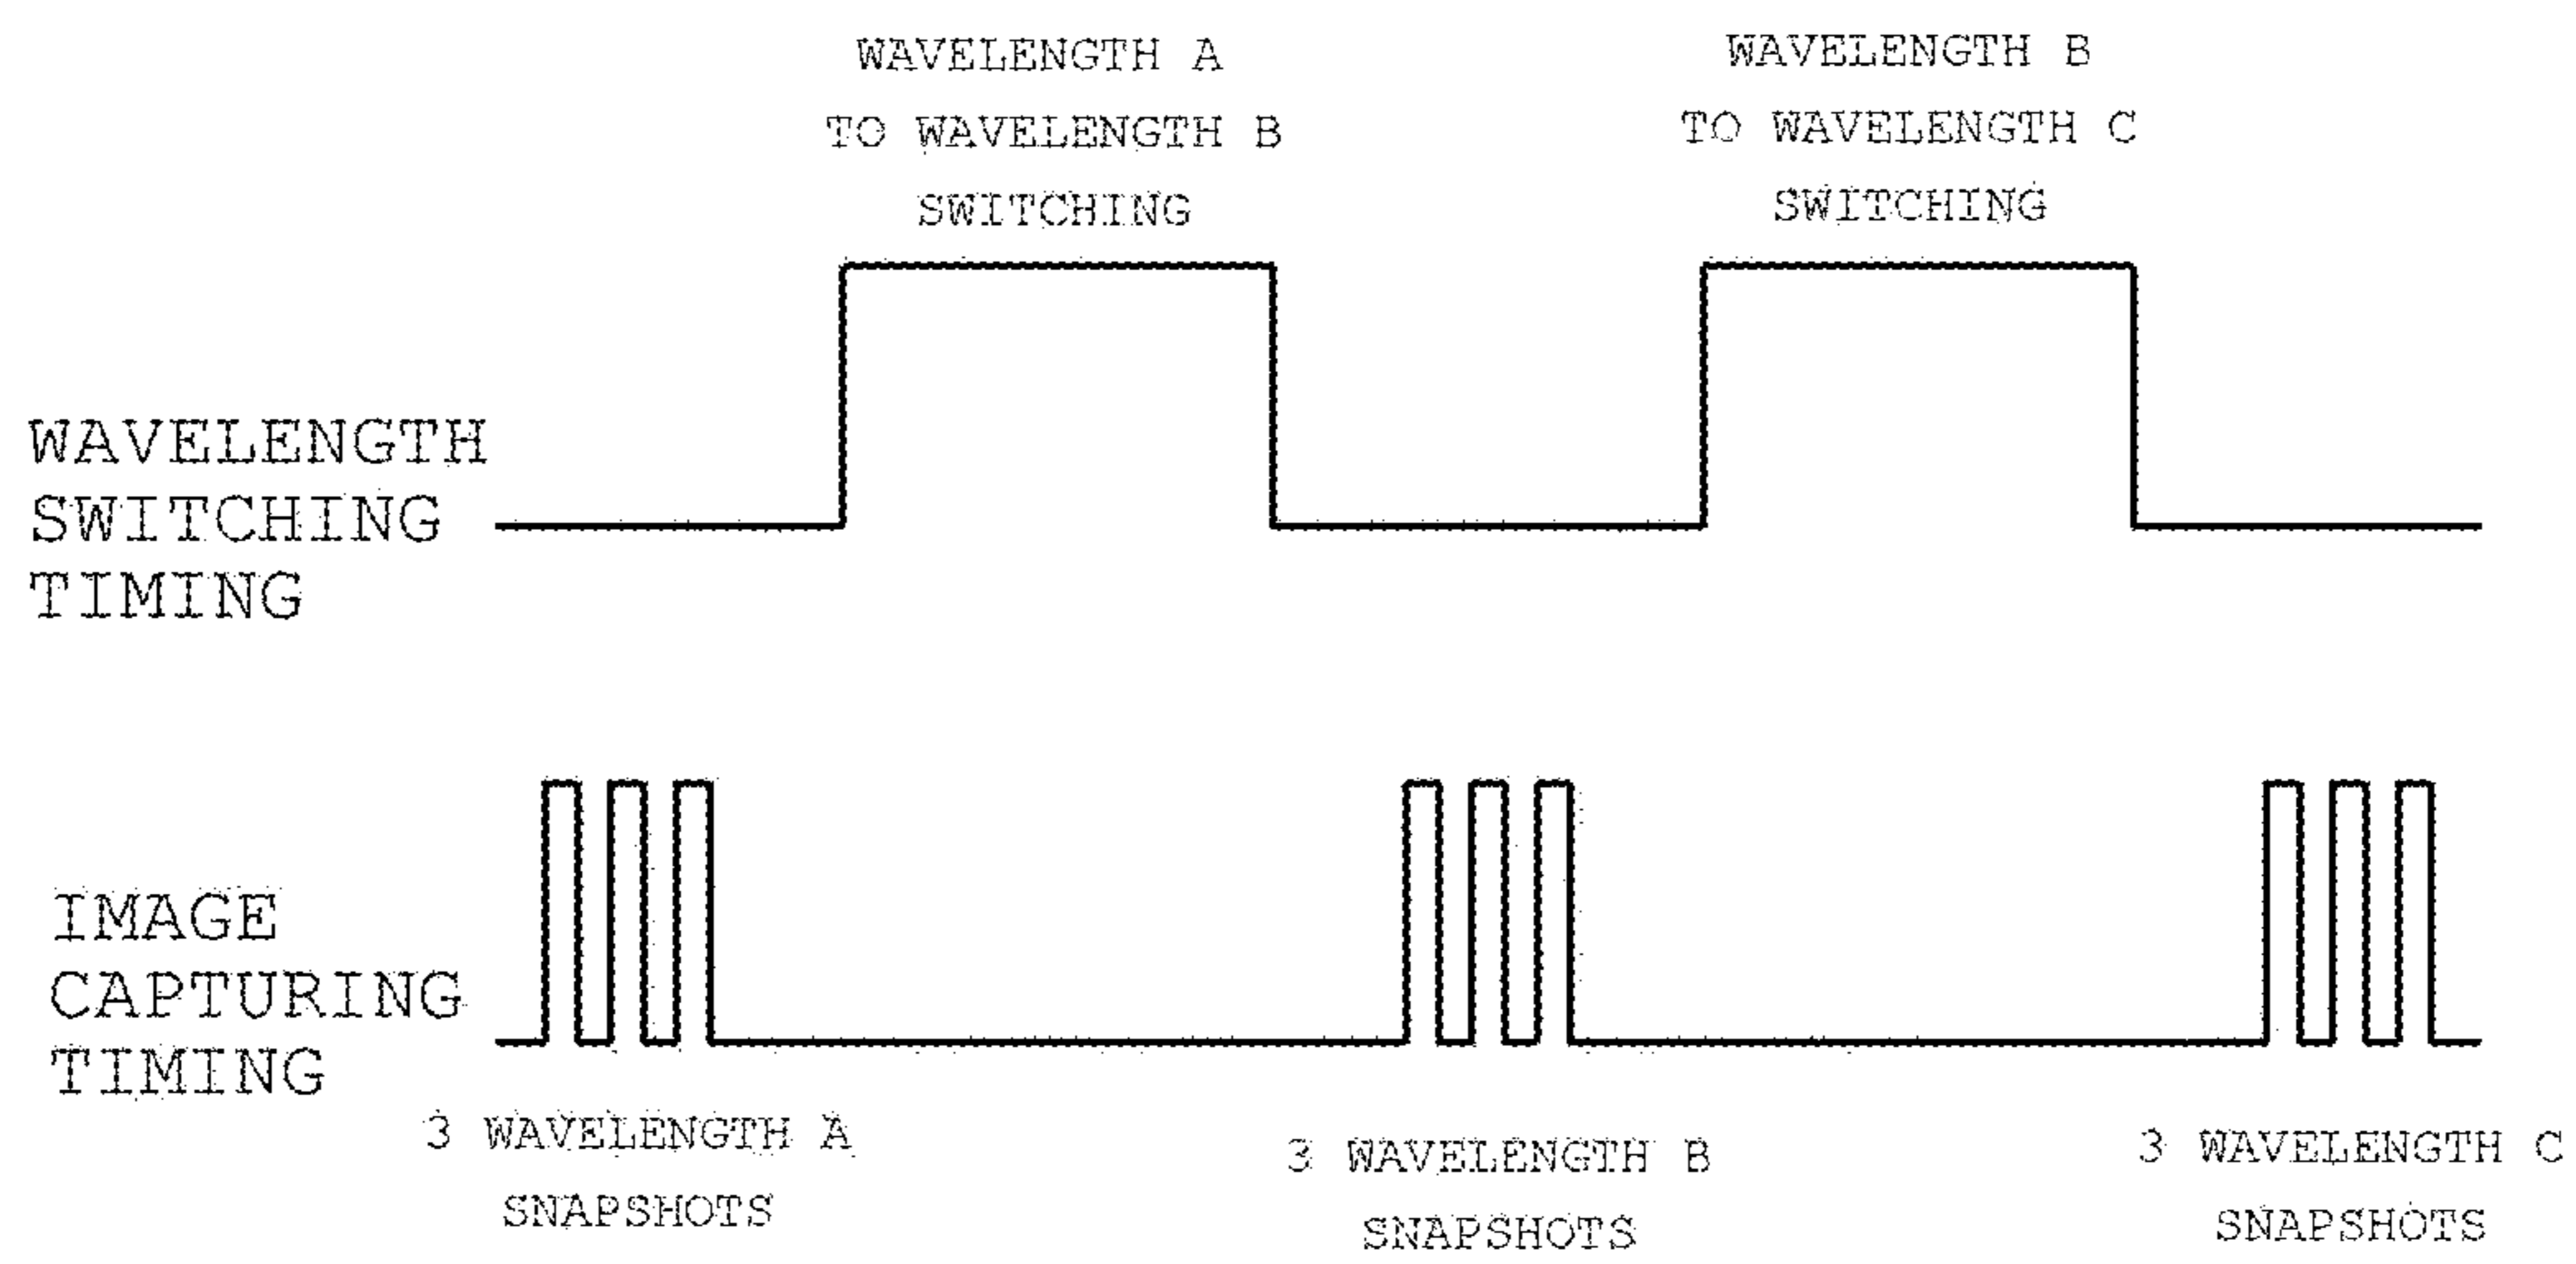 WAVELENGTH A
TO WAVELENGTH B
SWITCHING
WAVELENGTH B
TO WAVELENGTH C
SWITCHING
WAVELENGTH
SWITCHING
TIMING
IMAGE
CAPTURING
TIMING
3 WAVELENGTH A
SNAPSHOTS
3 WAVELENGTH B
SNAPSHOTS
3 WAVELENGTH C
SNAPSHOTS